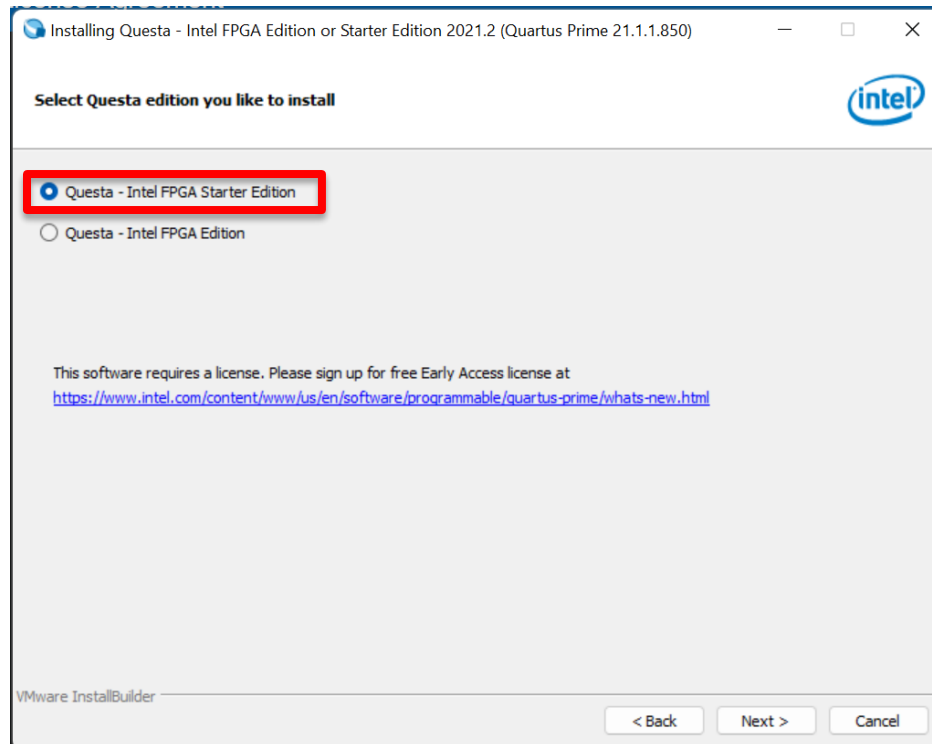 License Agreement
Installing Questa - Intel FPGA Edition or Starter Edition 2021.2 (Quartus Prime 21.1.1.850)
Select Questa edition you like to install
intel
Questa - Intel FPGA Starter Edition
Questa - Intel FPGA Edition
This software requires a license. Please sign up for free Early Access license at
https://www.intel.com/content/www/us/en/software/programmable/quartus-prime/whats-new.html
VMware InstallBuilder
< Back Next > Cancel